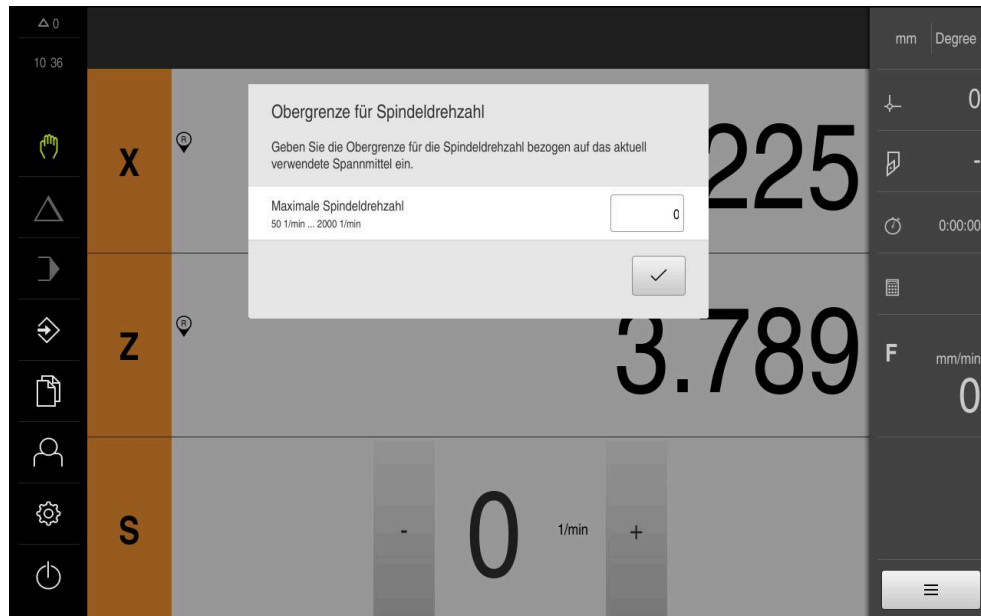 0
10 36
X
R
225
Obergrenze für Spindeldrehzahl
Geben Sie die Obergrenze für die Spindeldrehzahl bezogen auf das aktuell
verwendete Spannmittel ein.
Maximale Spindeldrehzahl
50 1/min ... 2000 1/min
0
Z
R
3.789
S
-
0
1/min
+
mm
Degree
0
-
0:00:00
F
mm/min
0